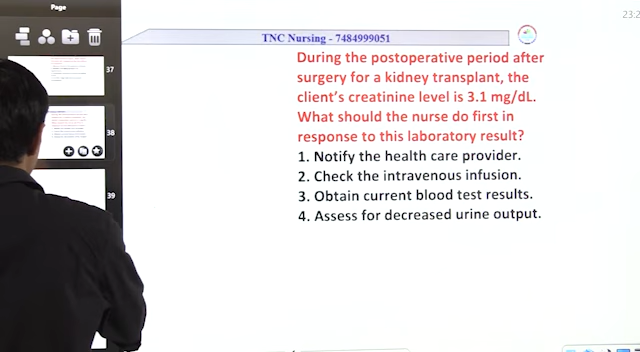 Page
23:2
TNC Nursing - 7484999051
37
38
39
During the postoperative period after
surgery for a kidney transplant, the
client's creatinine level is 3.1 mg/dL.
What should the nurse do first in
response to this laboratory result?
1. Notify the health care provider.
2. Check the intravenous infusion.
3. Obtain current blood test results.
4. Assess for decreased urine output.